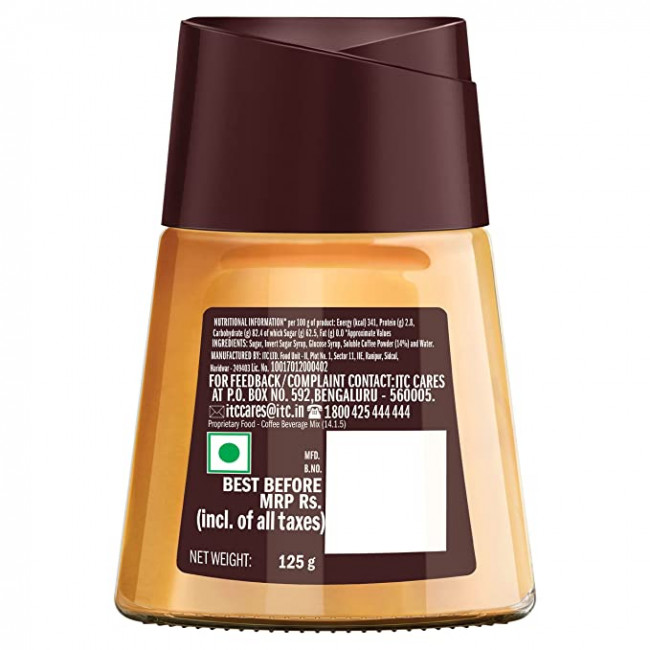 NUTRITIONAL INFORMATION* per 100 g of product: Energy (kcal) 341, Protein (g) 2.8,
Carbohydrate (g) 82.4 of which Sugar (g) 62.5, Fat (g) 0.0 *Approximate Values
INGREDIENTS: Sugar, Invert Sugar Syrup, Glucose Syrup, Soluble Coffee Powder (14%) and Water.
MANUFACTURED BY: ITC LTD. Food Unit - II, Plot No. 1, Sector 11, IIE, Ranipur, Sidcul,
Haridwar - 249403 Lic. No. 10017012000402
FOR FEEDBACK/COMPLAINT CONTACT:ITC CARES
AT P.O. BOX NO. 592,BENGALURU - 560005.
itccares@itc.in 1800 425 444 444
Proprietary Food - Coffee Beverage Mix (14.1.5)
MFD.
B.NO.
BEST BEFORE
MRP Rs.
(incl. of all taxes)
NET WEIGHT: 125 g